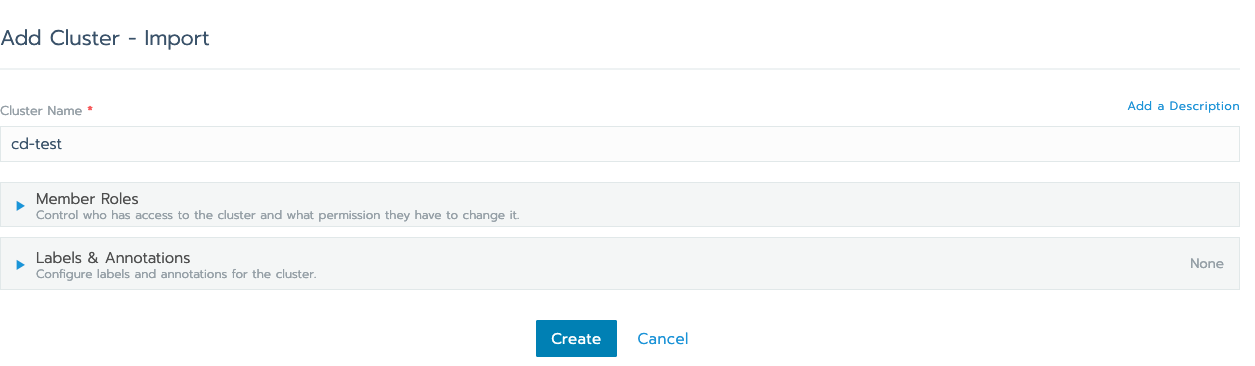 Add Cluster - Import
Cluster Name *
Add a Description
cd-test
Member Roles
Control who has access to the cluster and what permission they have to change it.
Labels & Annotations
Configure labels and annotations for the cluster.
None
Create
Cancel